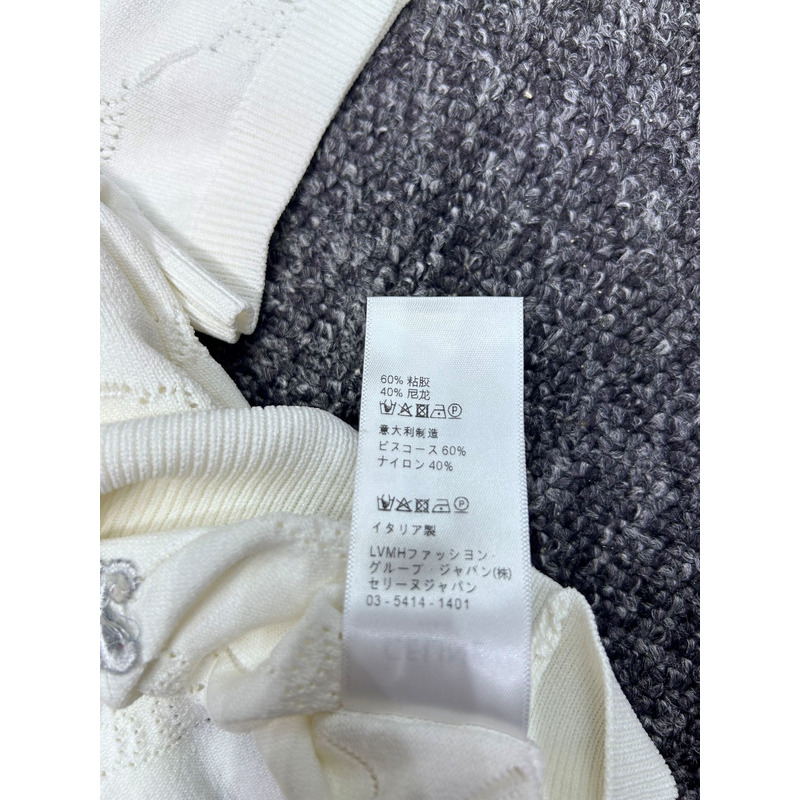 60% 粘胶
40% 尼龙
意大利制造
ビスコース 60%
ナイロン 40%
イタリア製
LVMHファッション・
グループ・ジャパン(株)
セリーヌジャパン
03-5414-1401